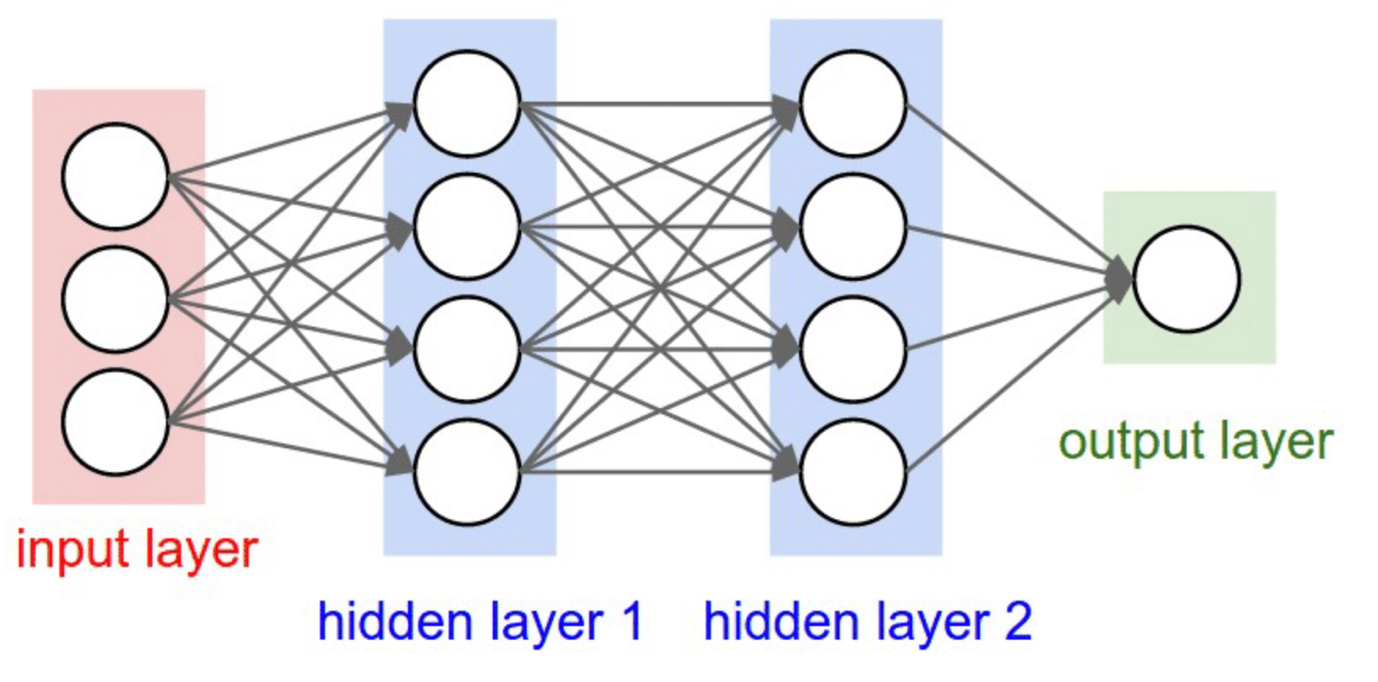 input layer
hidden layer 1
hidden layer 2
output layer